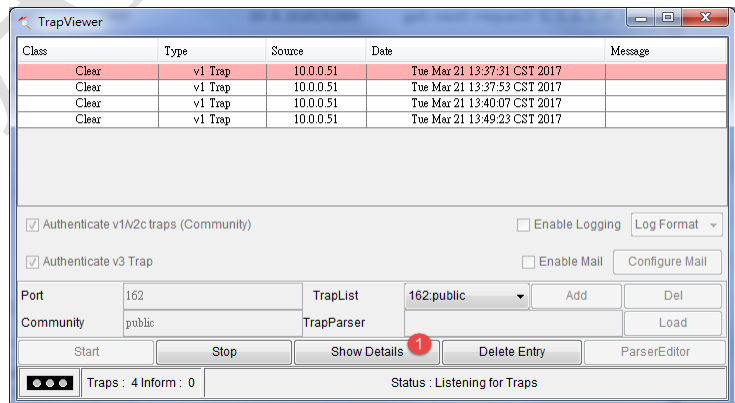 TrapViewer
Class Type Source Date Message
Clear v1 Trap 10.0.0.51 Tue Mar 21 13:37:31 CST 2017
Clear v1 Trap 10.0.0.51 Tue Mar 21 13:37:53 CST 2017
Clear v1 Trap 10.0.0.51 Tue Mar 21 13:40:07 CST 2017
Clear v1 Trap 10.0.0.51 Tue Mar 21 13:49:23 CST 2017
Authenticate v1/v2c traps (Community) Enable Logging Log Format
Authenticate v3 Trap Enable Mail Configure Mail
Port 162 TrapList 162:public Add Del
Community public TrapParser Load
Start Stop Show Details 1 Delete Entry ParserEditor
Traps : 4 Inform : 0 Status : Listening for Traps